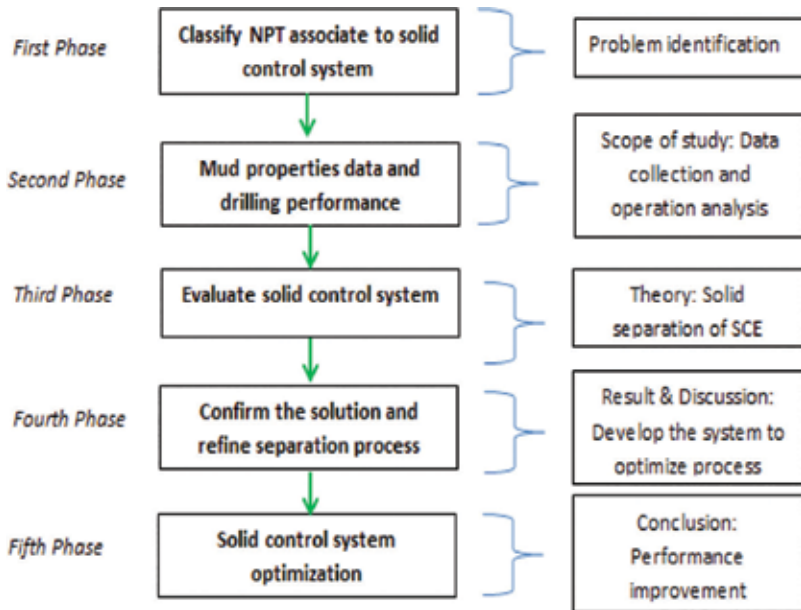 First Phase
Classify NPT associate to solid
control system
Problem identification
Second Phase
Mud properties data and
drilling performance
Scope of study: Data
collection and
operation analysis
Third Phase
Evaluate solid control system
Theory: Solid
separation of SCE
Fourth Phase
Confirm the solution and
refine separation process
Result & Discussion:
Develop the system to
optimize process
Fifth Phase
Solid control system
optimization
Conclusion:
Performance
improvement